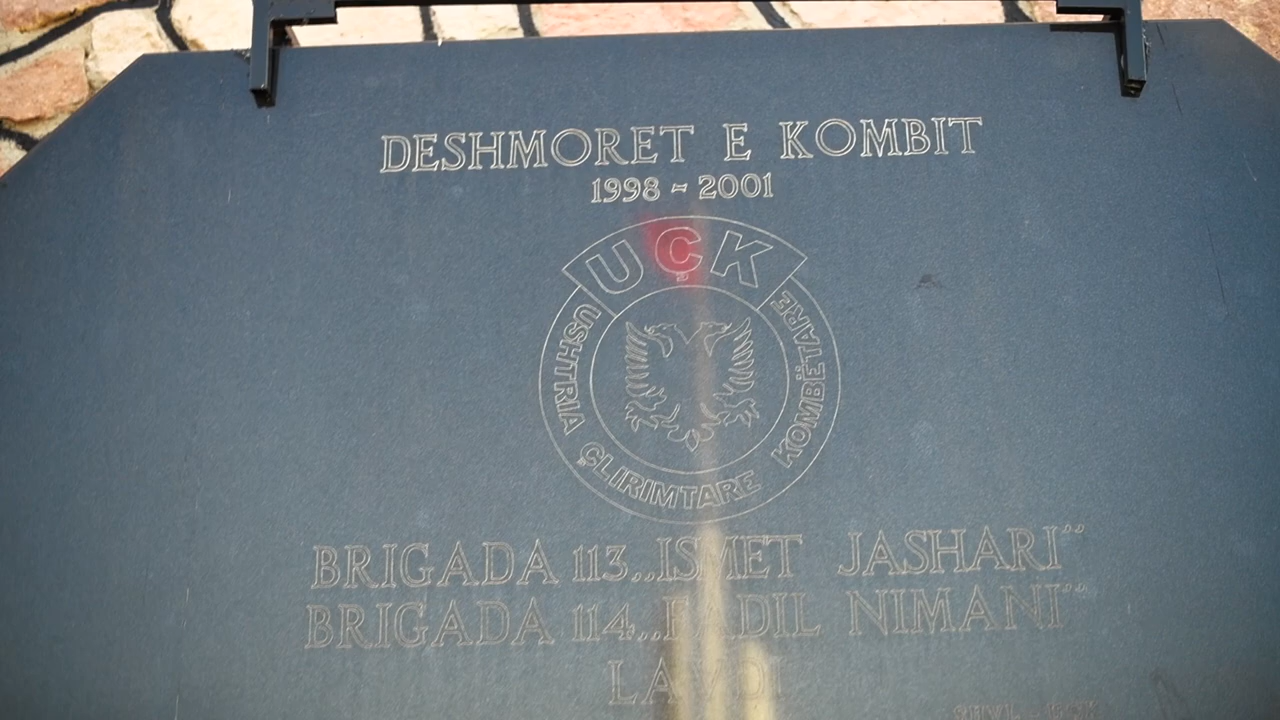 DESHMORET E KOMBIT
1998 - 2001
UÇK
USHTRIA ÇLIRIMTARE KOMBËTARE
BRIGADA 113,,ISMET JASHARI”
BRIGADA 114,,FADIL NIMANI”
LAVDI